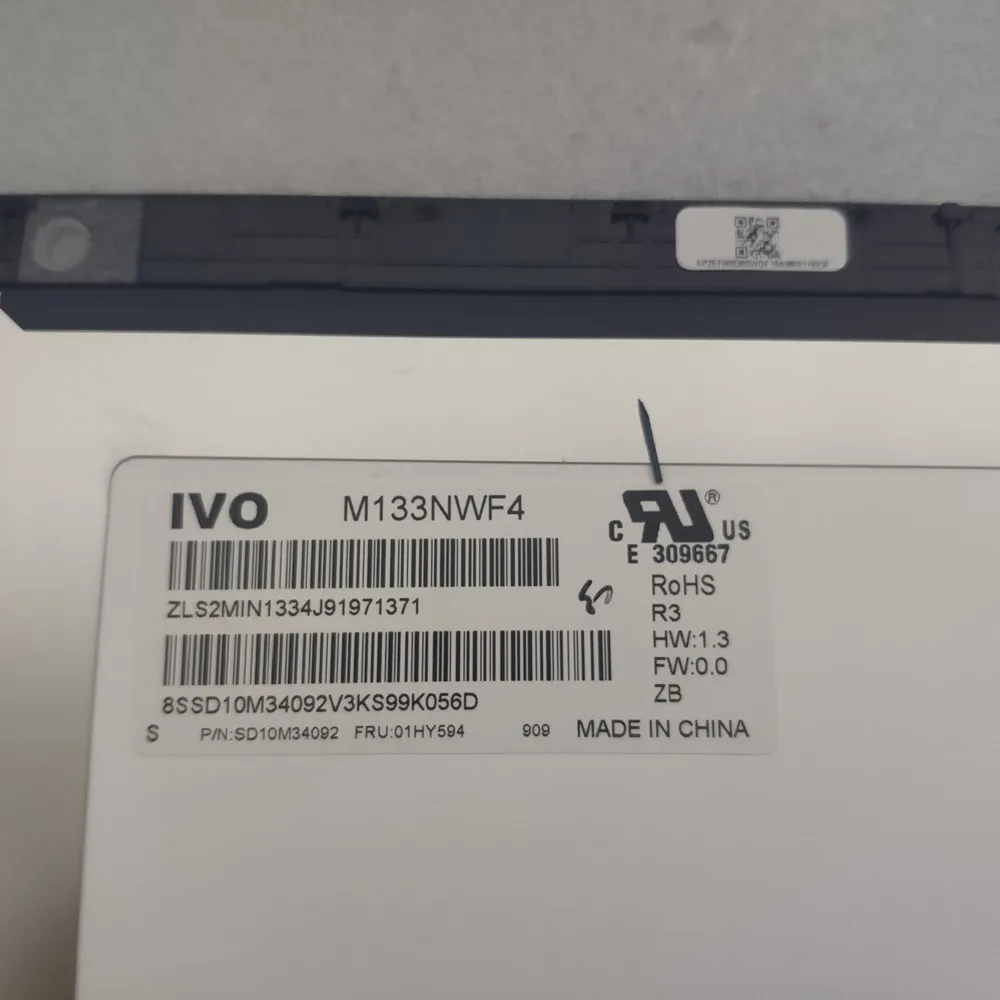 IVO M133NWF4
C RU ® US
E 309667
ZLS2MIN1334J91971371
RoHS
R3
HW:1.3
FW:0.0
ZB
8SSD10M34092V3KS99K056D
S P/N:SD10M34092 FRU:01HY594 909 MADE IN CHINA